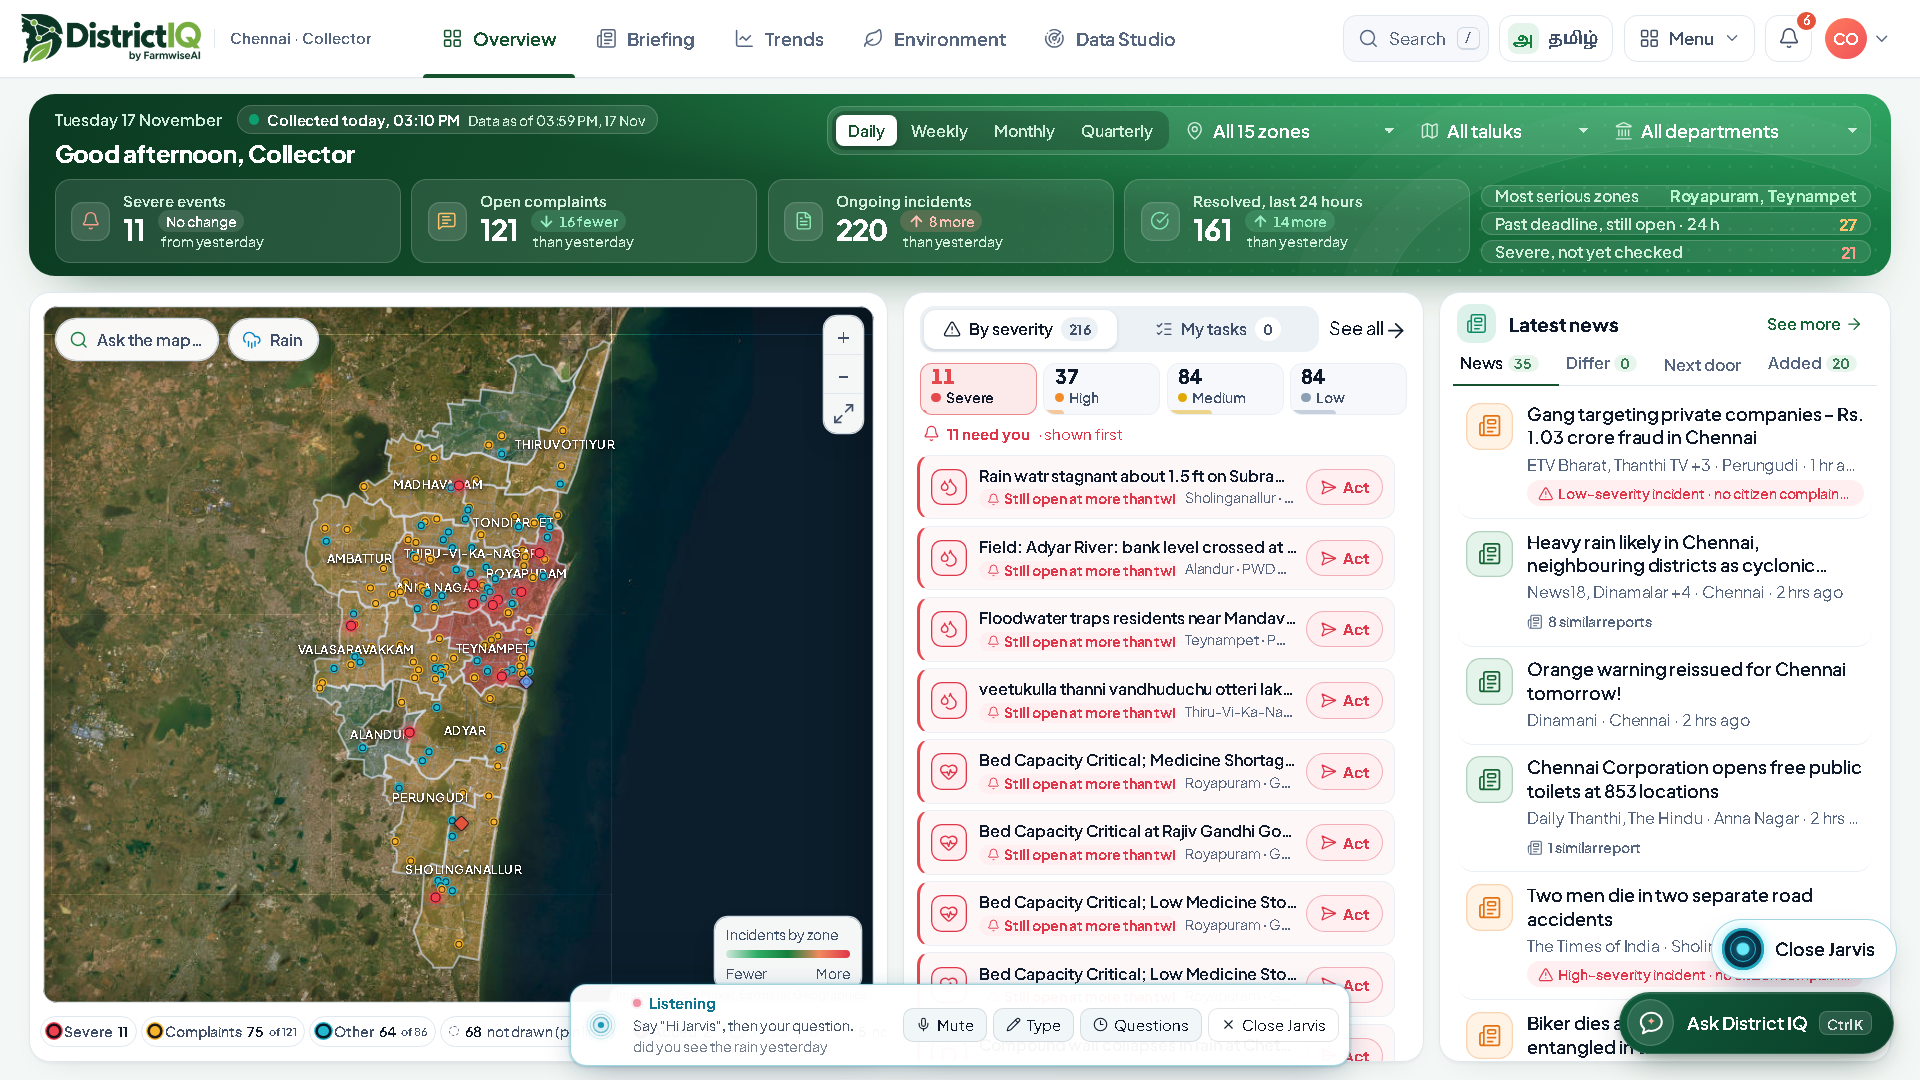 DistrictIQ
by FarmwiseAI
Chennai · Collector
Overview
Briefing
Trends
Environment
Data Studio
Search /
அ தமிழ்
Menu
6
CO
Tuesday 17 November
Collected today, 03:10 PM Data as of 03:59 PM, 17 Nov
Good afternoon, Collector
Daily Weekly Monthly Quarterly
All 15 zones
All taluks
All departments
Severe events
11 No change
from yesterday
Open complaints
121 ↓ 16 fewer
than yesterday
Ongoing incidents
220 ↑ 8 more
than yesterday
Resolved, last 24 hours
161 ↑ 14 more
than yesterday
Most serious zones Royapuram, Teynampet
Past deadline, still open · 24 h 27
Severe, not yet checked 21
Ask the map...
Rain
+
−
THIRUVOTTIYUR
TONDIARPET
AMBATTUR
THIRU-VI-KA-NAGAR
ROYAPURAM
VALASARAVAKKAM
TEYNAMPET
ADYAR
PERUNGUDI
SHOLINGANALLUR
Incidents by zone
Fewer More
Severe 11
Complaints 75 of 121
Other 64 of 86
68 not drawn (p
By severity 216
My tasks 0
See all →
11
Severe
37
High
84
Medium
84
Low
11 need you · shown first
Rain watr stagnant about 1.5 ft on Subra...
Still open at more than twi Sholinganallur · ...
Act
Field: Adyar River: bank level crossed at ...
Still open at more than twi Alandur · PWD ...
Act
Floodwater traps residents near Mandav...
Still open at more than twi Teynampet · P...
Act
veetukulla thanni vandhuduchu otteri lak...
Still open at more than twi Thiru-Vi-Ka-Na...
Act
Bed Capacity Critical; Medicine Shortag...
Still open at more than twi Royapuram · G...
Act
Bed Capacity Critical at Rajiv Gandhi Go...
Still open at more than twi Royapuram · G...
Act
Bed Capacity Critical; Low Medicine Sto...
Still open at more than twi Royapuram · G...
Act
Bed Capacity Critical; Low Medicine Sto...
Act
Act
Latest news
See more →
News 35
Differ 0
Next door
Added 20
Gang targeting private companies – Rs.
1.03 crore fraud in Chennai
ETV Bharat, Thanthi TV +3 · Perungudi · 1 hr a...
Low-severity incident · no citizen complain...
Heavy rain likely in Chennai,
neighbouring districts as cyclonic...
News18, Dinamalar +4 · Chennai · 2 hrs ago
8 similar reports
Orange warning reissued for Chennai
tomorrow!
Dinamani · Chennai · 2 hrs ago
Chennai Corporation opens free public
toilets at 853 locations
Daily Thanthi, The Hindu · Anna Nagar · 2 hrs ...
1 similar report
Two men die in two separate road
accidents
The Times of India
High-severity incident
Biker dies
entangled in
Close Jarvis
Ask District IQ Ctrl K
Listening
Say "Hi Jarvis", then your question.
did you see the rain yesterday
Mute
Type
Questions
Close Jarvis